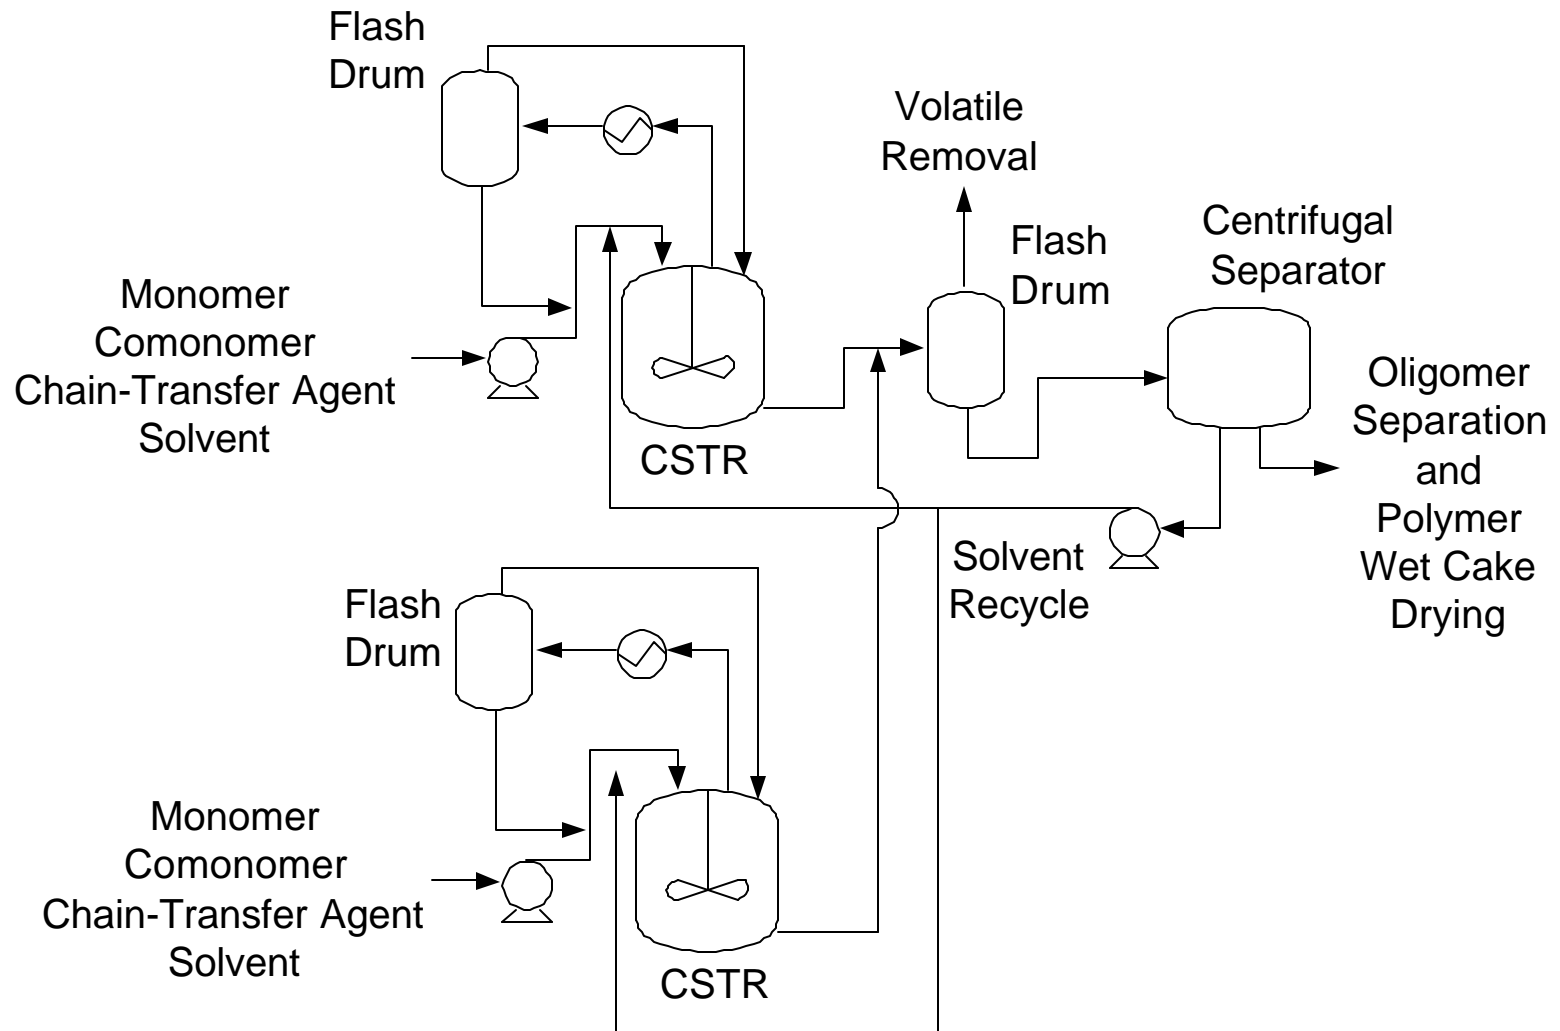 Flash
Drum
Volatile
Removal
Flash
Drum
Centrifugal
Separator
Monomer
Comonomer
Chain-Transfer Agent
Solvent
CSTR
Oligomer
Separation
and
Polymer
Wet Cake
Drying
Solvent
Recycle
Flash
Drum
Monomer
Comonomer
Chain-Transfer Agent
Solvent
CSTR